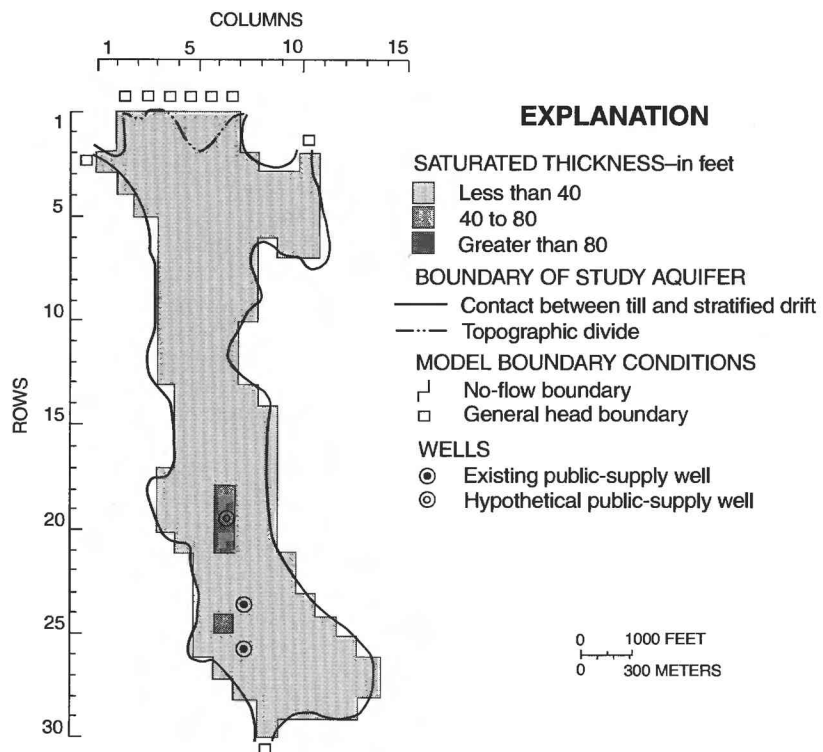 COLUMNS
1 5 10 15
ROWS
1
5
10
15
20
25
30
EXPLANATION
SATURATED THICKNESS–in feet
Less than 40
40 to 80
Greater than 80
BOUNDARY OF STUDY AQUIFER
Contact between till and stratified drift
Topographic divide
MODEL BOUNDARY CONDITIONS
No-flow boundary
General head boundary
WELLS
Existing public-supply well
Hypothetical public-supply well
0 1000 FEET
0 300 METERS